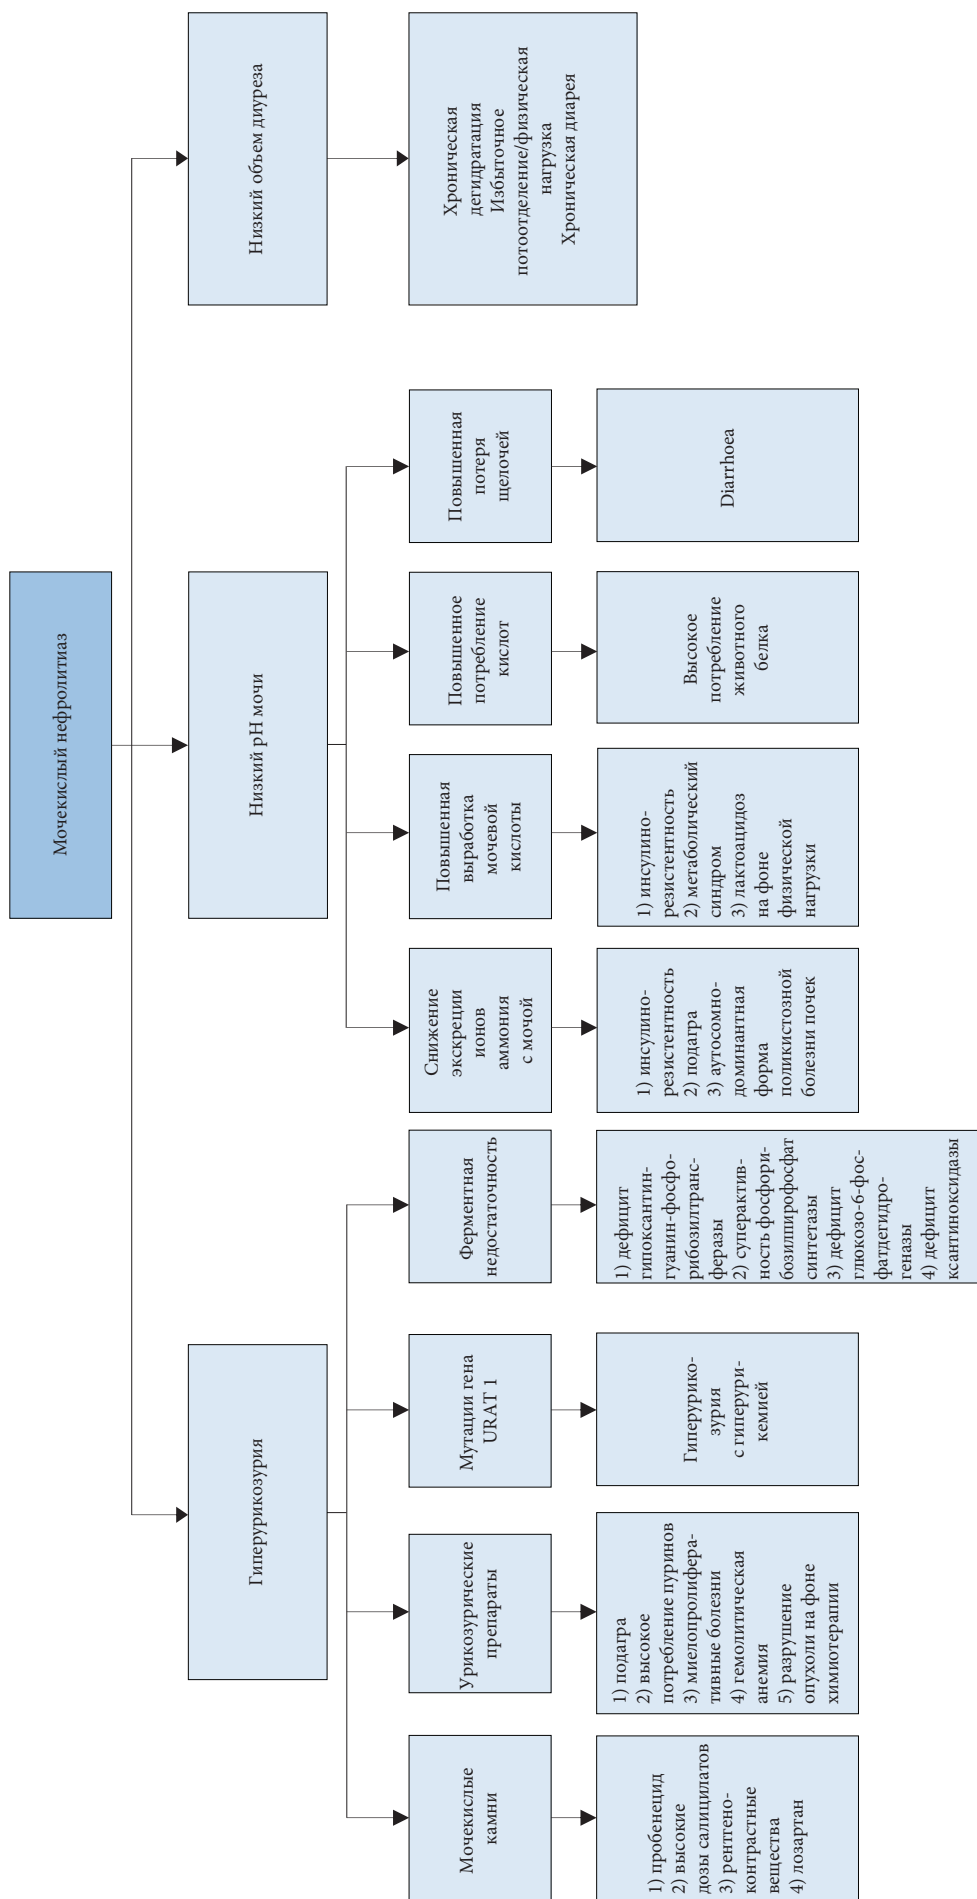 Мочекислый нефролитиаз
Гиперурикозурия
Низкий pH мочи
Низкий объем диуреза
Мочекислые
камни
Урикозурические
препараты
Мутации гена
URAT 1
Ферментная
недостаточность
Снижение
экскреции
ионов
аммония
с мочой
Повышенная
выработка
мочевой
кислоты
Повышенное
потребление
кислот
Повышенная
потеря
щелочей
Хроническая
дегидратация
Избыточное
потоотделение/физическая
нагрузка
Хроническая диарея
1) пробенецид
2) высокие
дозы салицилатов
3) рентгено-
контрастные
вещества
4) лозартан
1) подагра
2) высокое
потребление пуринов
3) миелопролифера-
тивные болезни
4) гемолитическая
анемия
5) разрушение
опухоли на фоне
химиотерапии
Гиперурико-
зурия
с гиперури-
кемией
1) дефицит
гипоксантин-
гуанин-фосфо-
рибозилтранс-
феразы
2) суперактив-
ность фосфори-
бозилпирофосфат
синтетазы
3) дефицит
глюкозо-6-фос-
фатдегидро-
геназы
4) дефицит
ксантиноксидазы
1) инсулино-
резистентность
2) подагра
3) аутосомно-
доминантная
форма
поликистозной
болезни почек
1) инсулино-
резистентность
2) метаболический
синдром
3) лактоацидоз
на фоне
физической
нагрузки
Высокое
потребление
животного
белка
Diarrhoea